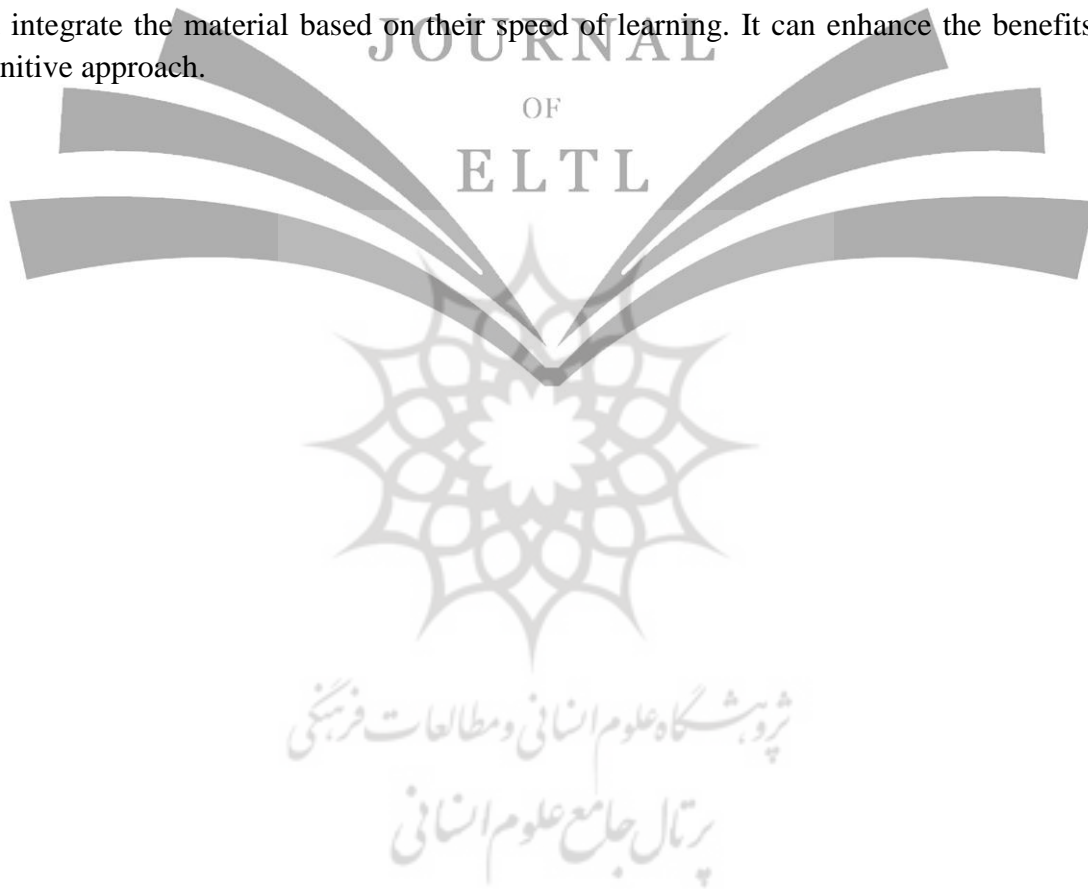 integrate the material based on their speed of learning. It can enhance the benefits
nitive approach.
JOURNAL
OF
ELTL
پژوهشگاه علوم انسانی و مطالعات فرهنگی
پرتال جامع علوم انسانی